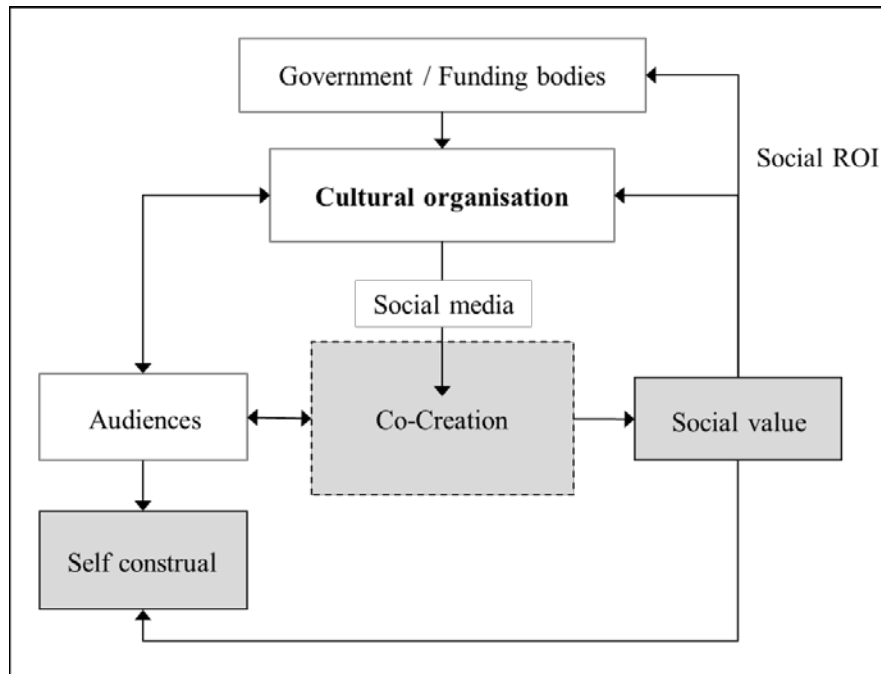 Government / Funding bodies
Social ROI
Cultural organisation
Social media
Audiences
Co-Creation
Social value
Self construal